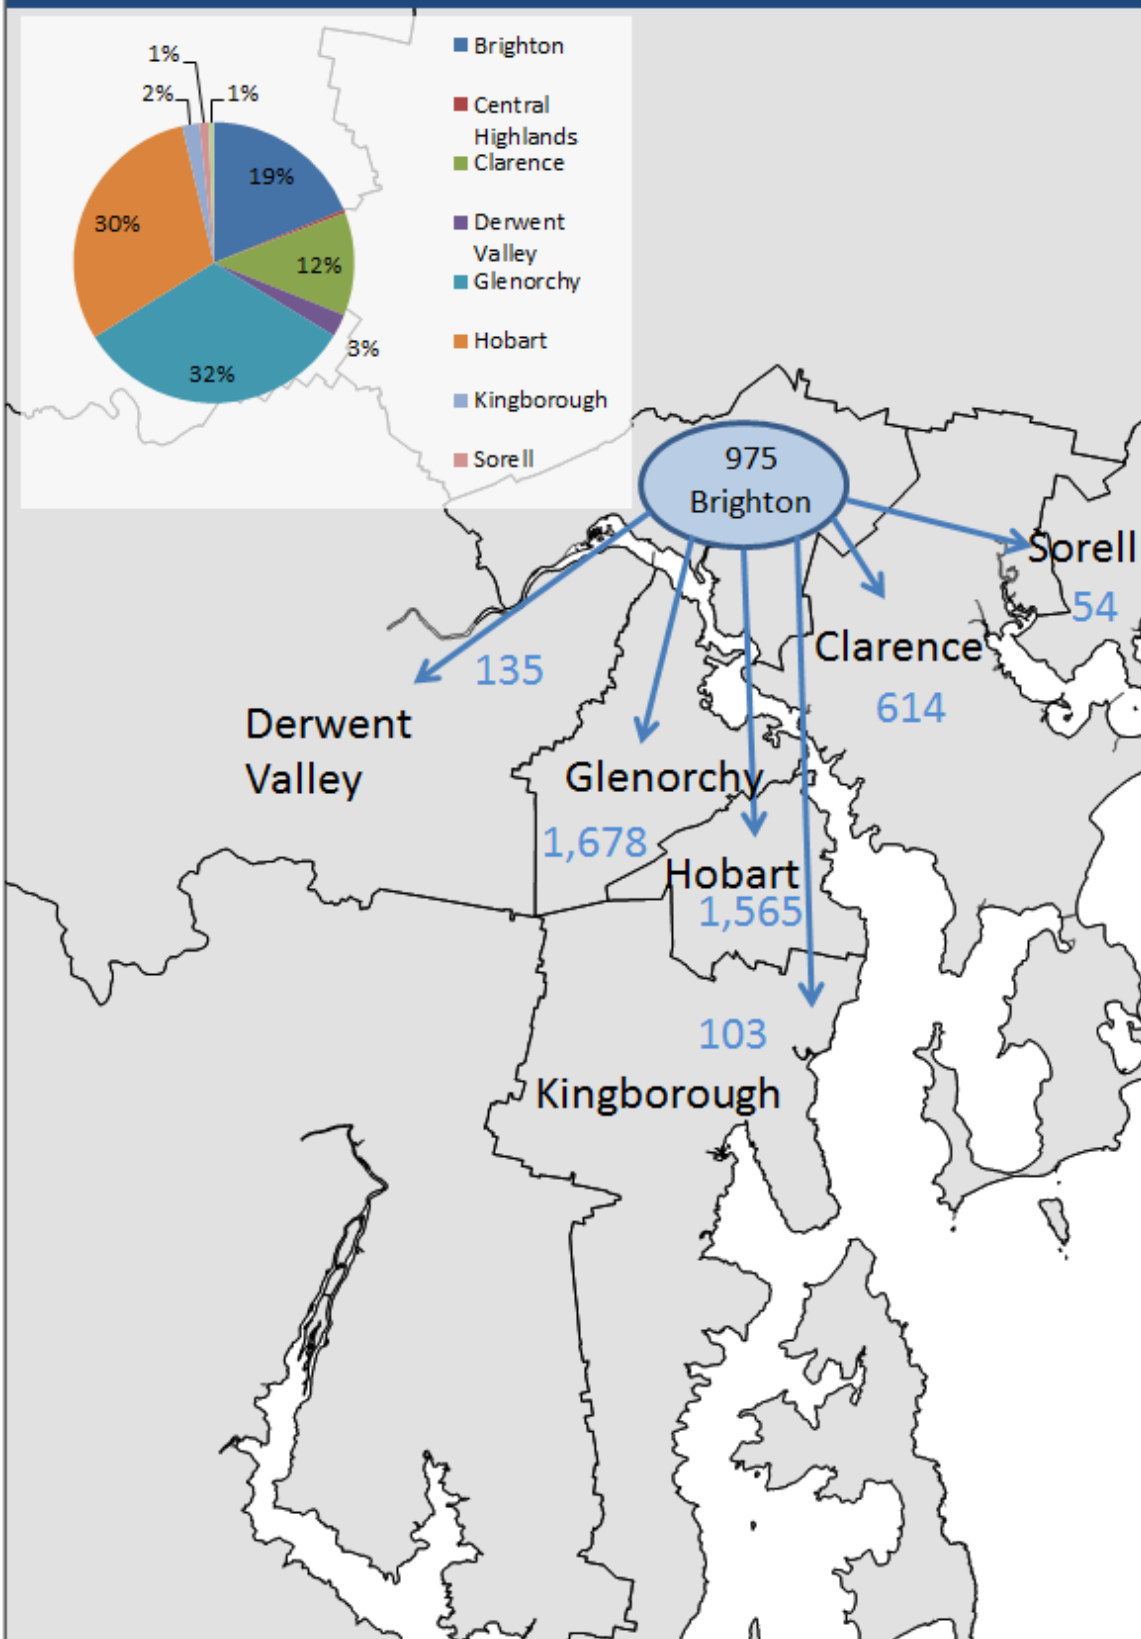 1%
2%
1%
19%
30%
12%
3%
32%
Brighton
Central
Highlands
Clarence
Derwent
Valley
Glenorchy
Hobart
Kingborough
Sorell
975
Brighton
Sorell
54
Clarence
614
135
Derwent
Valley
Glenorchy
1,678
Hobart
1,565
103
Kingborough